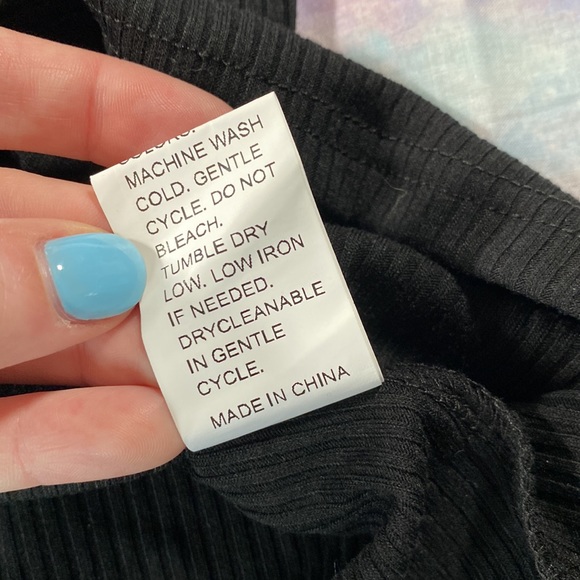 COLORS.
MACHINE WASH
COLD. GENTLE
CYCLE. DO NOT
BLEACH.
TUMBLE DRY
LOW. LOW IRON
IF NEEDED.
DRYCLEANABLE
IN GENTLE
CYCLE.
MADE IN CHINA